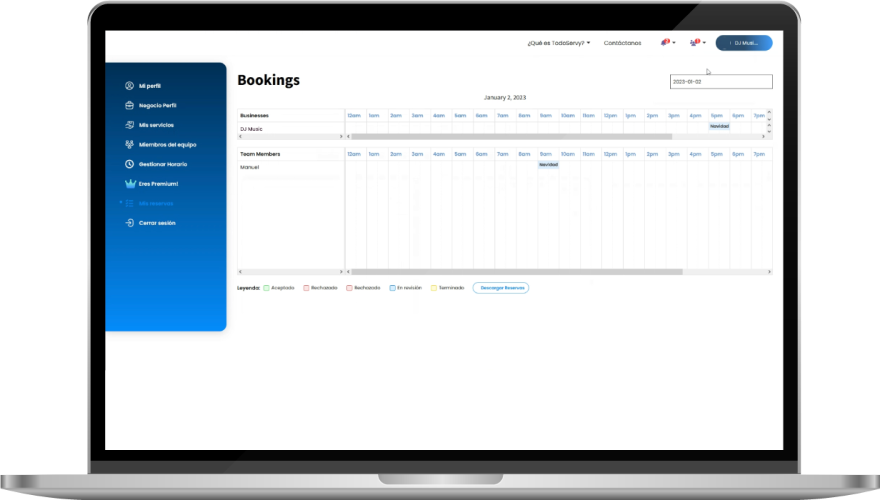 ¿Qué es TodoServy?
Contáctanos
DJ Music...
Mi perfil
Negocio Perfil
Mis servicios
Miembros del equipo
Gestionar Horario
Eres Premium!
Mis reservas
Cerrar sesión
Bookings
2023-01-02
January 2, 2023
Businesses 12am 1am 2am 3am 4am 5am 6am 7am 8am 9am 10am 11am 12pm 1pm 2pm 3pm 4pm 5pm 6pm 7pm
DJ Music Navidad
Team Members 12am 1am 2am 3am 4am 5am 6am 7am 8am 9am 10am 11am 12pm 1pm 2pm 3pm 4pm 5pm 6pm 7pm
Manuel Navidad
Leyenda: Aceptado Rechazado Rechazado En revisión Terminado Descargar Reservas